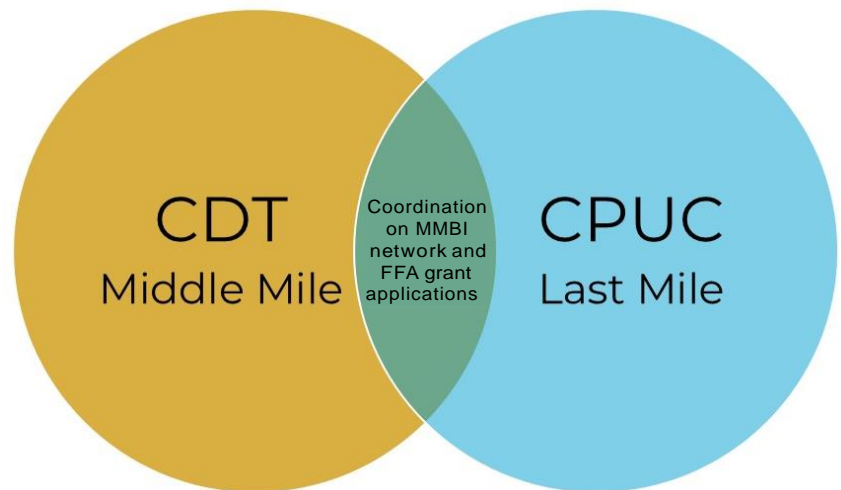 CDT
Middle Mile
Coordination
on MMBI
network and
FFA grant
applications
CPUC
Last Mile